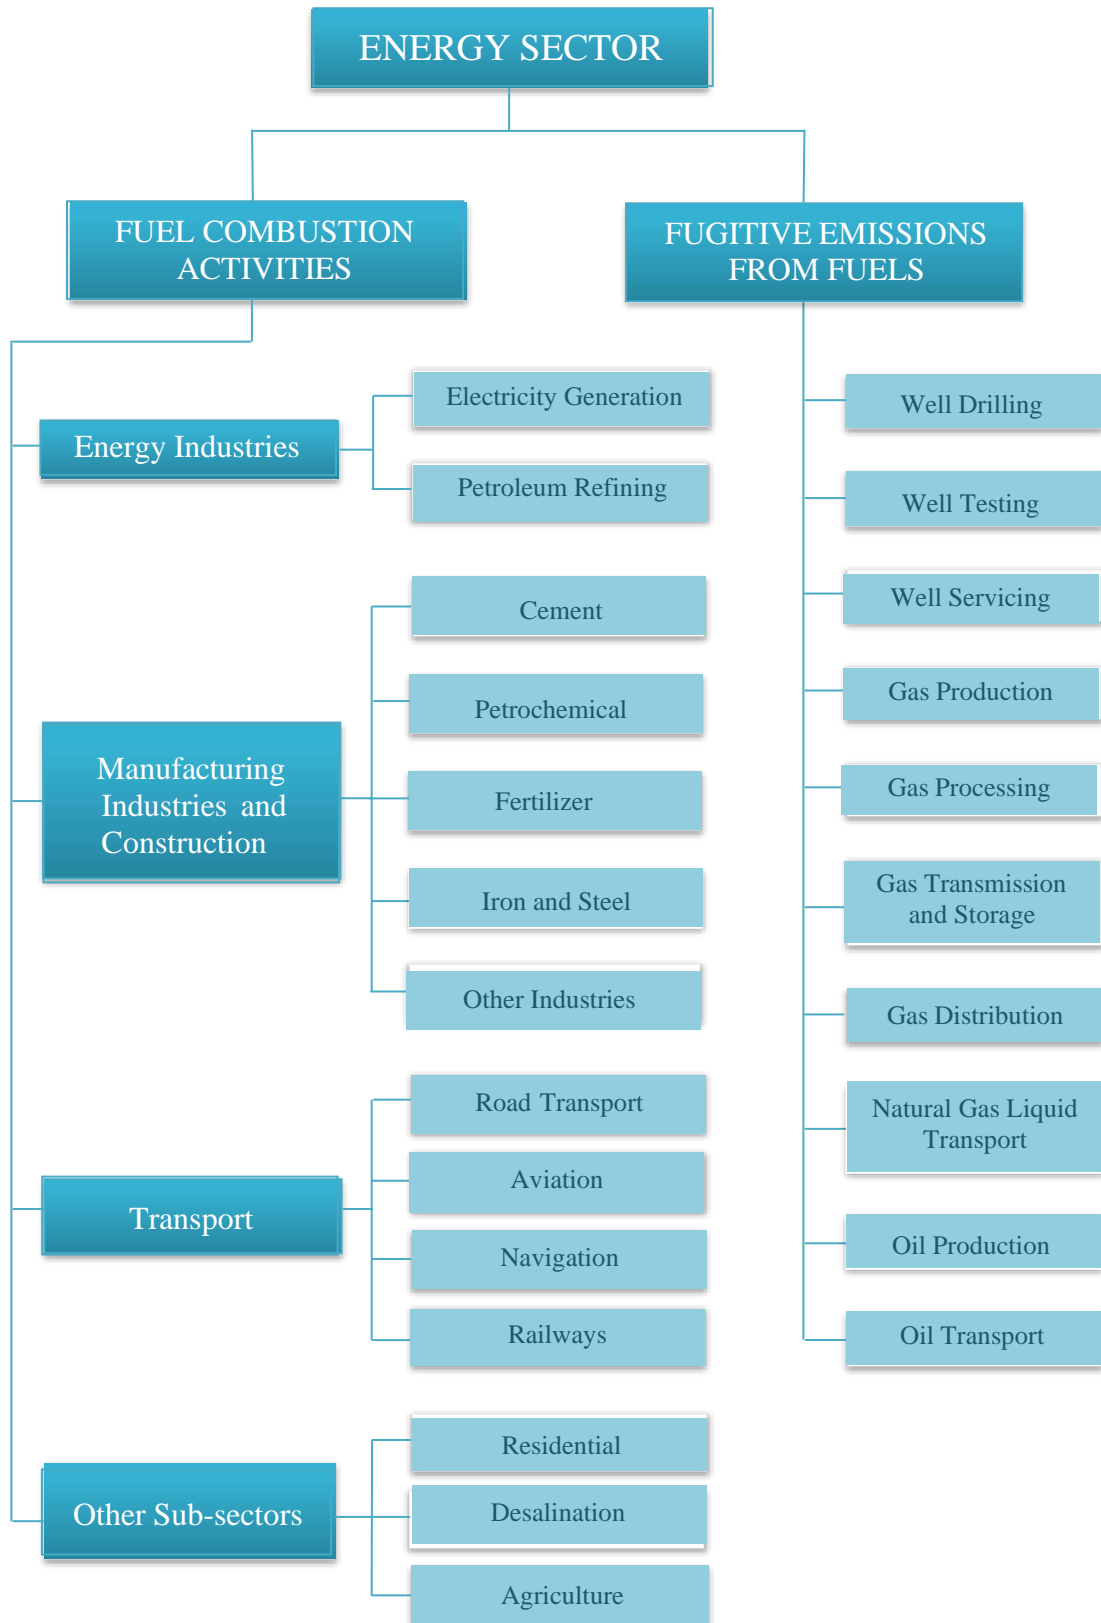 ENERGY SECTOR
FUEL COMBUSTION
ACTIVITIES
FUGITIVE EMISSIONS
FROM FUELS
Energy Industries
Electricity Generation
Petroleum Refining
Manufacturing
Industries and
Construction
Cement
Petrochemical
Fertilizer
Iron and Steel
Other Industries
Transport
Road Transport
Aviation
Navigation
Railways
Other Sub-sectors
Residential
Desalination
Agriculture
Well Drilling
Well Testing
Well Servicing
Gas Production
Gas Processing
Gas Transmission
and Storage
Gas Distribution
Natural Gas Liquid
Transport
Oil Production
Oil Transport